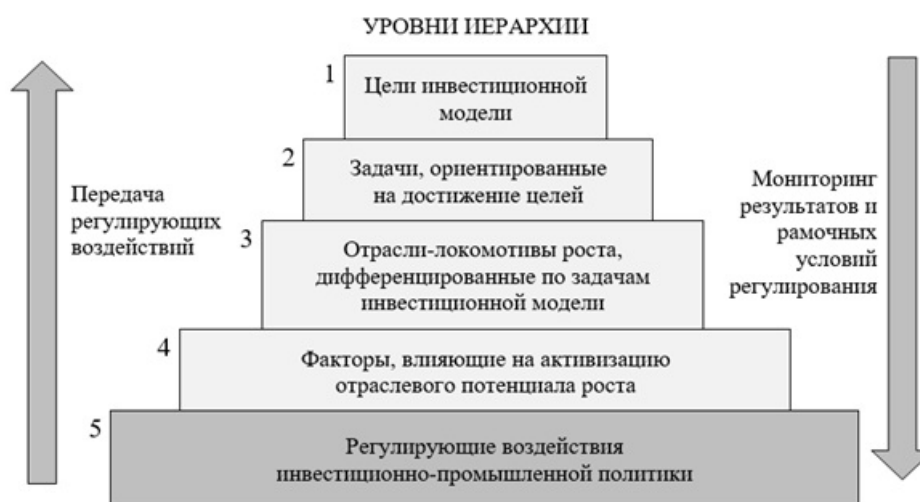 УРОВНИ ИЕРАРХИИ
1
Цели инвестиционной
модели
2
Задачи, ориентированные
на достижение целей
3
Отрасли-локомотивы роста,
дифференцированные по задачам
инвестиционной модели
4
Факторы, влияющие на активизацию
отраслевого потенциала роста
5
Регулирующие воздействия
инвестиционно-промышленной политики
Передача
регулирующих
воздействий
Мониторинг
результатов и
рамочных
условий
регулирования